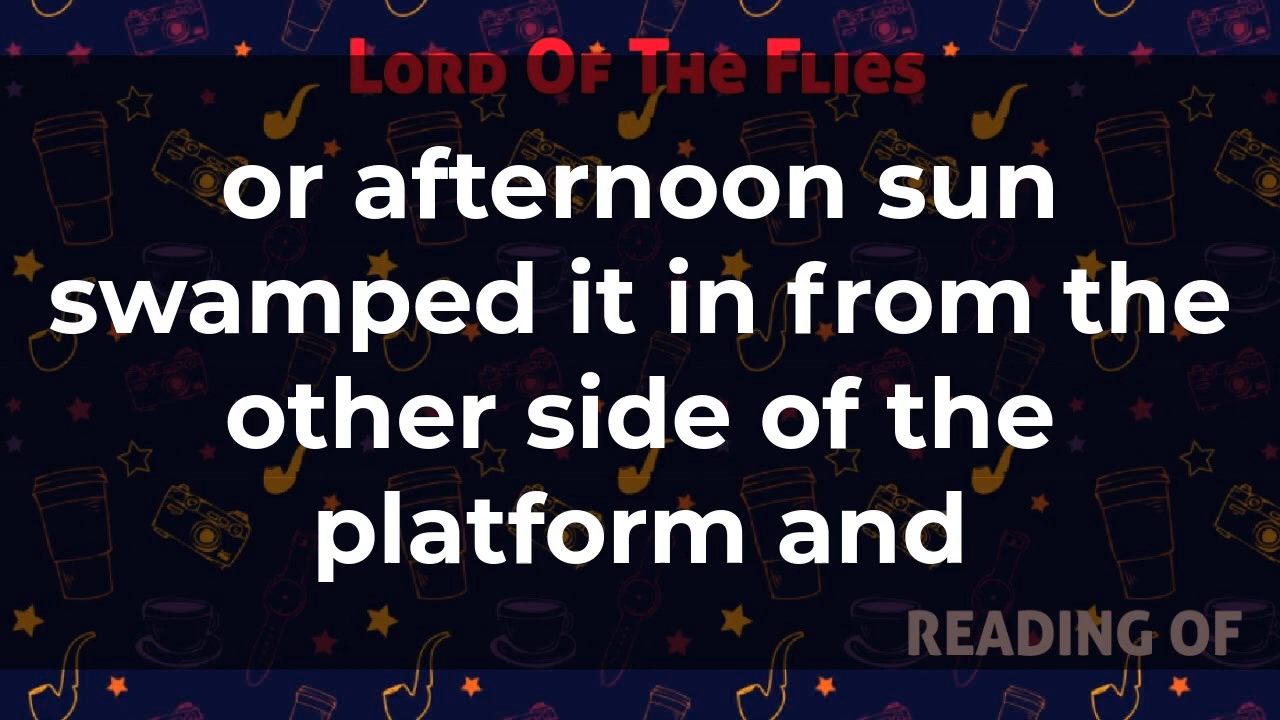 Lord Of The Flies
or afternoon sun
swamped it in from the
other side of the
platform and
READING OF